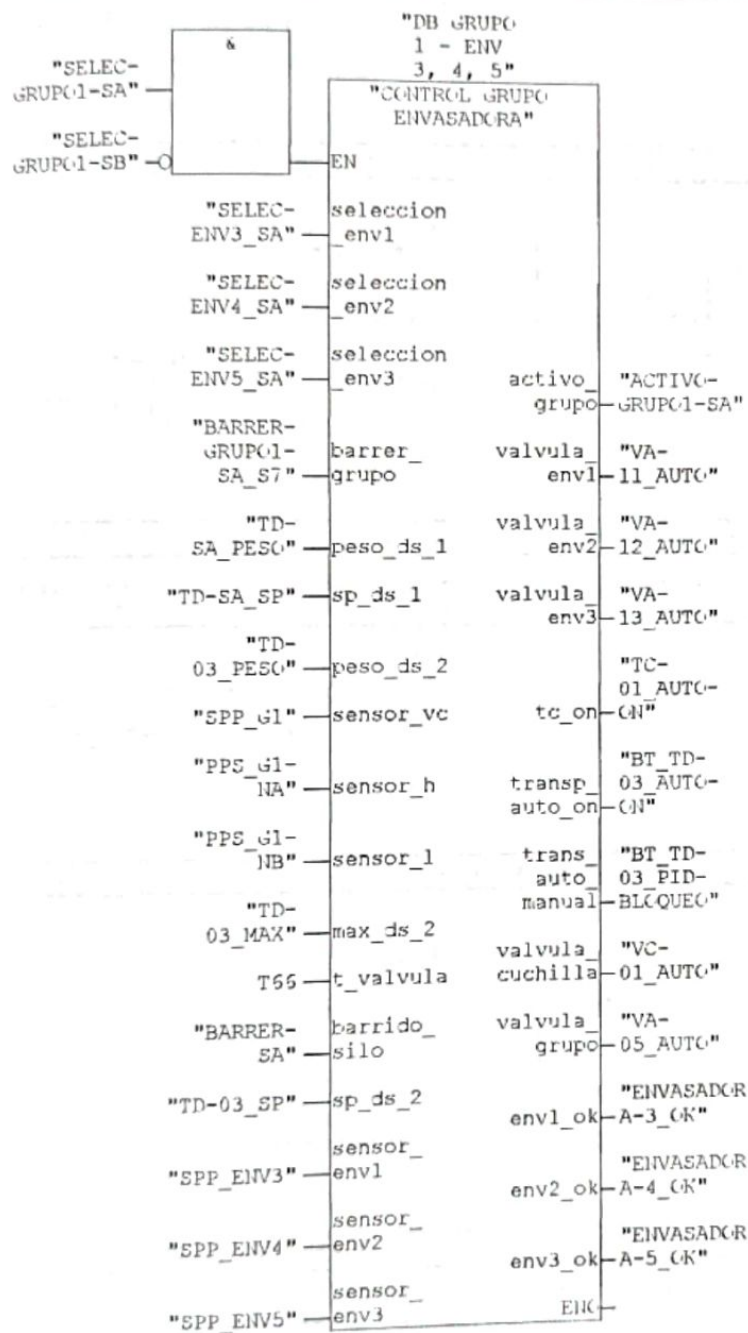 "DB GRUPO
1 - ENV
3, 4, 5"
&
"SELEC-
GRUPO1-SA"
"SELEC-
GRUPO1-SB"
"CONTROL GRUPO
ENVASADORA"
EN
"SELEC-
ENV3_SA"
seleccion
_env1
"SELEC-
ENV4_SA"
seleccion
_env2
"SELEC-
ENV5_SA"
seleccion
_env3
"BARRER-
GRUPO1-
SA_S7"
barrer_
grupo
"TD-
SA_PESO"
peso_ds_1
"TD-SA_SP"
sp_ds_1
"TD-
03_PESO"
peso_ds_2
"SPP_G1"
sensor_vc
"PPS_G1-
NA"
sensor_h
"PPS_G1-
NB"
sensor_l
"TD-
03_MAX"
max_ds_2
T66
t_valvula
"BARRER-
SA"
barrido_
silo
"TD-03_SP"
sp_ds_2
"SPP_ENV3"
sensor_
env1
"SPP_ENV4"
sensor_
env2
"SPP_ENV5"
sensor_
env3
activo_
grupo
"ACTIVO-
GRUPO1-SA"
valvula_
env1
"VA-
11_AUTO"
valvula_
env2
"VA-
12_AUTO"
valvula_
env3
"VA-
13_AUTO"
tc_on
"TC-
01_AUTO-
ON"
transp_
auto_on
"BT_TD-
03_AUTO-
ON"
trans_
auto_
manual
"BT_TD-
03_PID-
BLOQUEO"
valvula_
cuchilla
"VC-
01_AUTO"
valvula_
grupo
"VA-
05_AUTO"
env1_ok
"ENVASADOR
A-3_OK"
env2_ok
"ENVASADOR
A-4_OK"
env3_ok
"ENVASADOR
A-5_OK"
ENO